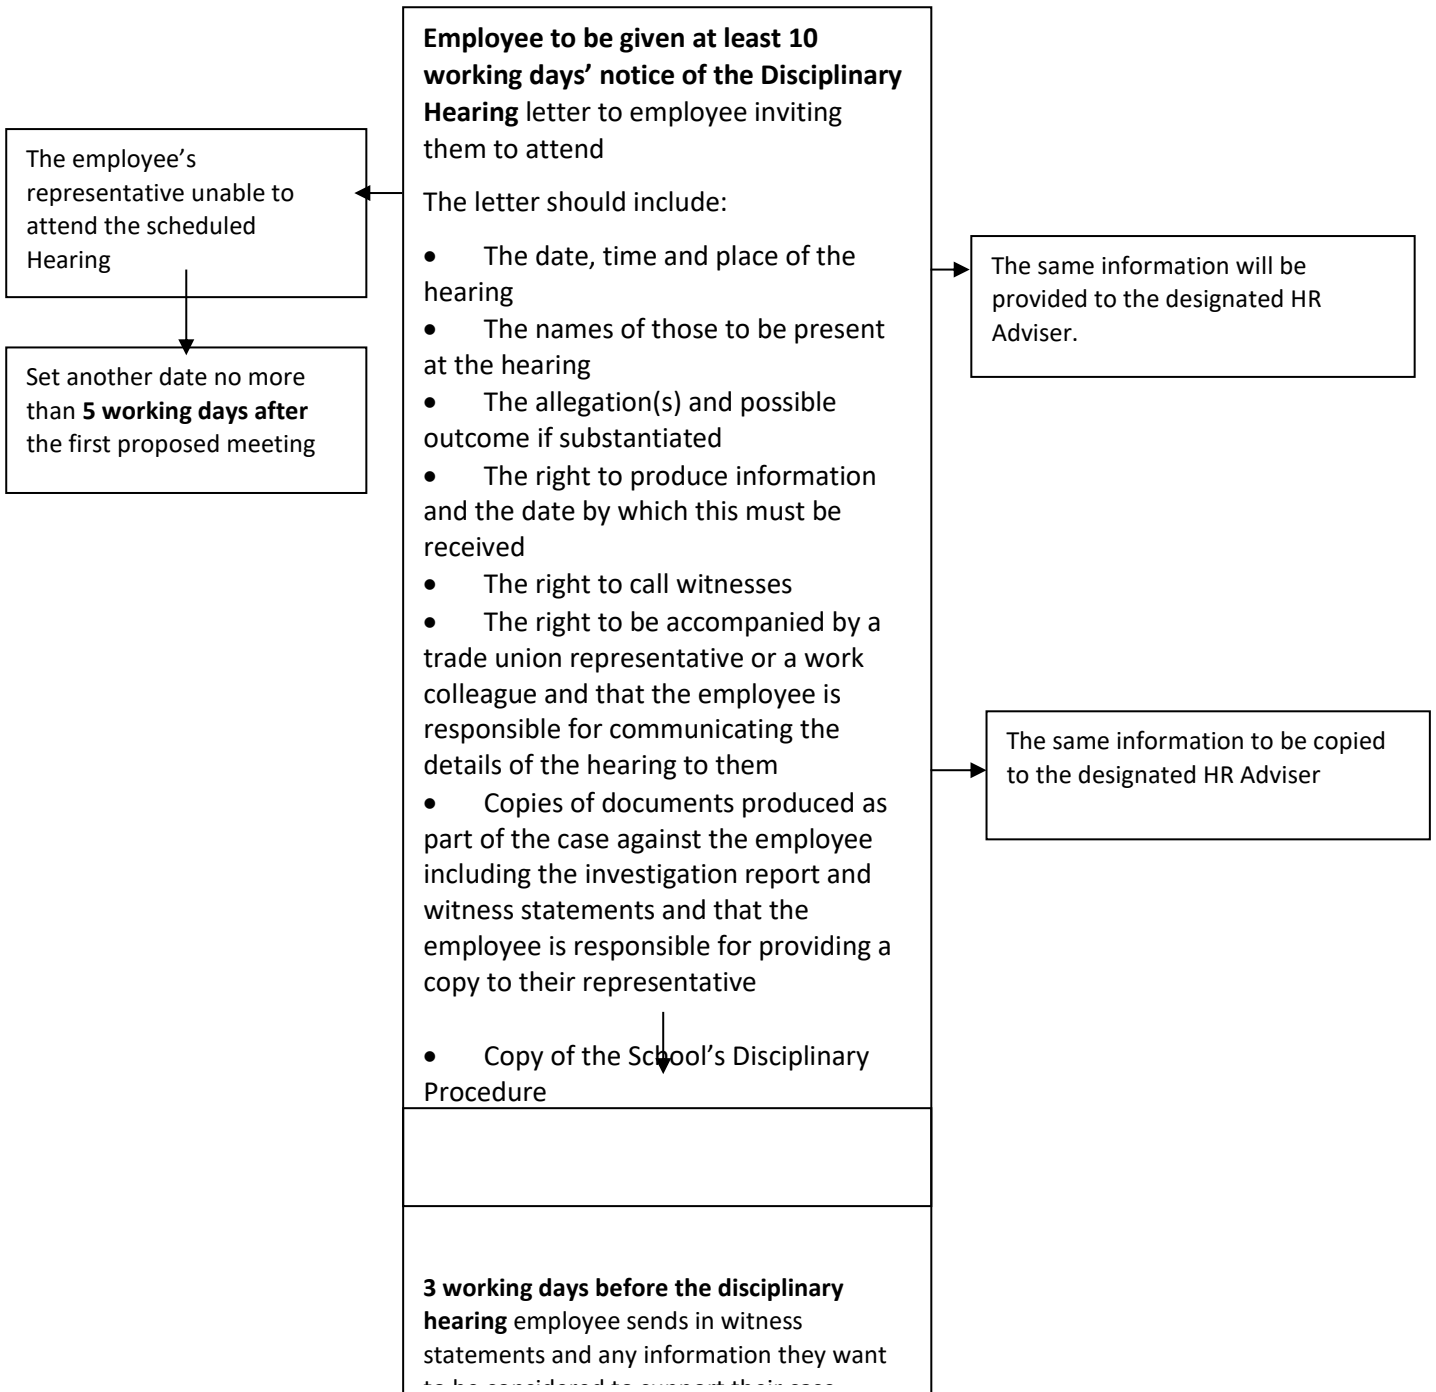 Employee to be given at least 10
working days’ notice of the Disciplinary
Hearing letter to employee inviting
them to attend
The letter should include:
• The date, time and place of the
hearing
• The names of those to be present
at the hearing
• The allegation(s) and possible
outcome if substantiated
• The right to produce information
and the date by which this must be
received
• The right to call witnesses
• The right to be accompanied by a
trade union representative or a work
colleague and that the employee is
responsible for communicating the
details of the hearing to them
• Copies of documents produced as
part of the case against the employee
including the investigation report and
witness statements and that the
employee is responsible for providing a
copy to their representative
• Copy of the School’s Disciplinary
Procedure
The employee’s
representative unable to
attend the scheduled
Hearing
Set another date no more
than 5 working days after
the first proposed meeting
The same information will be
provided to the designated HR
Adviser.
The same information to be copied
to the designated HR Adviser
3 working days before the disciplinary
hearing employee sends in witness
statements and any information they want
to be considered to support their case